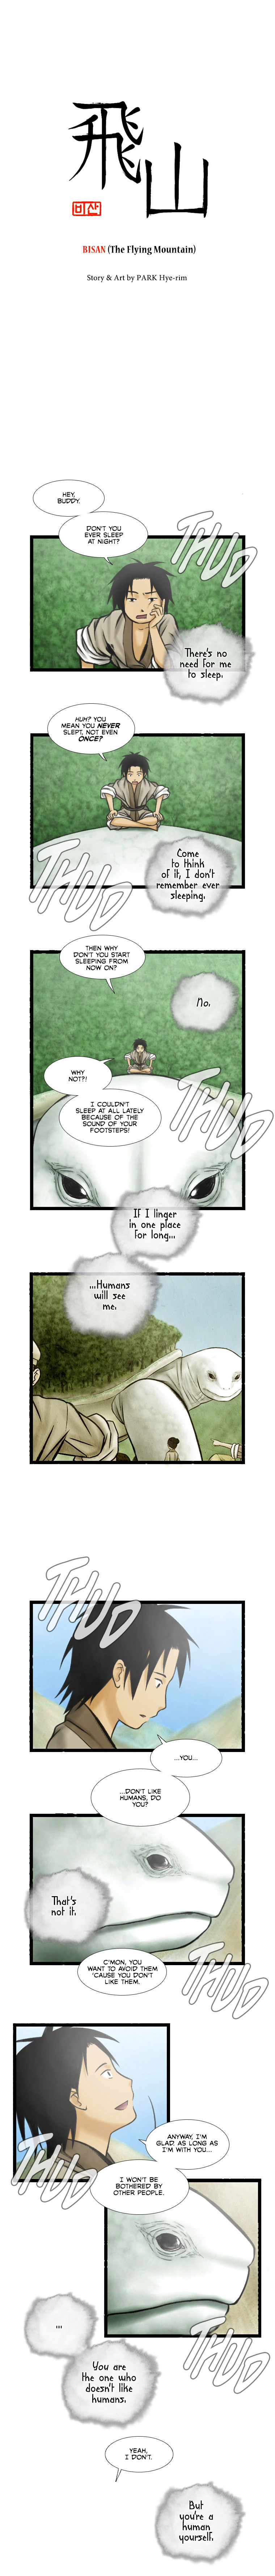 飛
山
비산
BISAN (The Flying Mountain)
Story & Art by PARK Hye-rim
HEY,
BUDDY.
DON'T YOU
EVER SLEEP
AT NIGHT?
THUD
There's no
need for me
to sleep.
HUH? YOU
MEAN YOU NEVER
SLEPT, NOT EVEN
ONCE?
Come
to think
of it, I don't
remember ever
sleeping.
THUD
THEN WHY
DON'T YOU START
SLEEPING FROM
NOW ON?
No.
WHY
NOT?!
I COULDN'T
SLEEP AT ALL LATELY
BECAUSE OF THE
SOUND OF YOUR
FOOTSTEPS!
THUD
If I linger
in one place
for long...
...Humans
will see
me.
THUD
...YOU...
...DON'T LIKE
HUMANS, DO
YOU?
That's
not it.
C'MON, YOU
WANT TO AVOID THEM
'CAUSE YOU DON'T
LIKE THEM.
THUD
ANYWAY, I'M
GLAD. AS LONG AS
I'M WITH YOU...
THUD
I WON'T BE
BOTHERED BY
OTHER PEOPLE.
THUD
...
You are
the one who
doesn't like
humans.
YEAH,
I DON'T.
But
you're a
human
yourself.